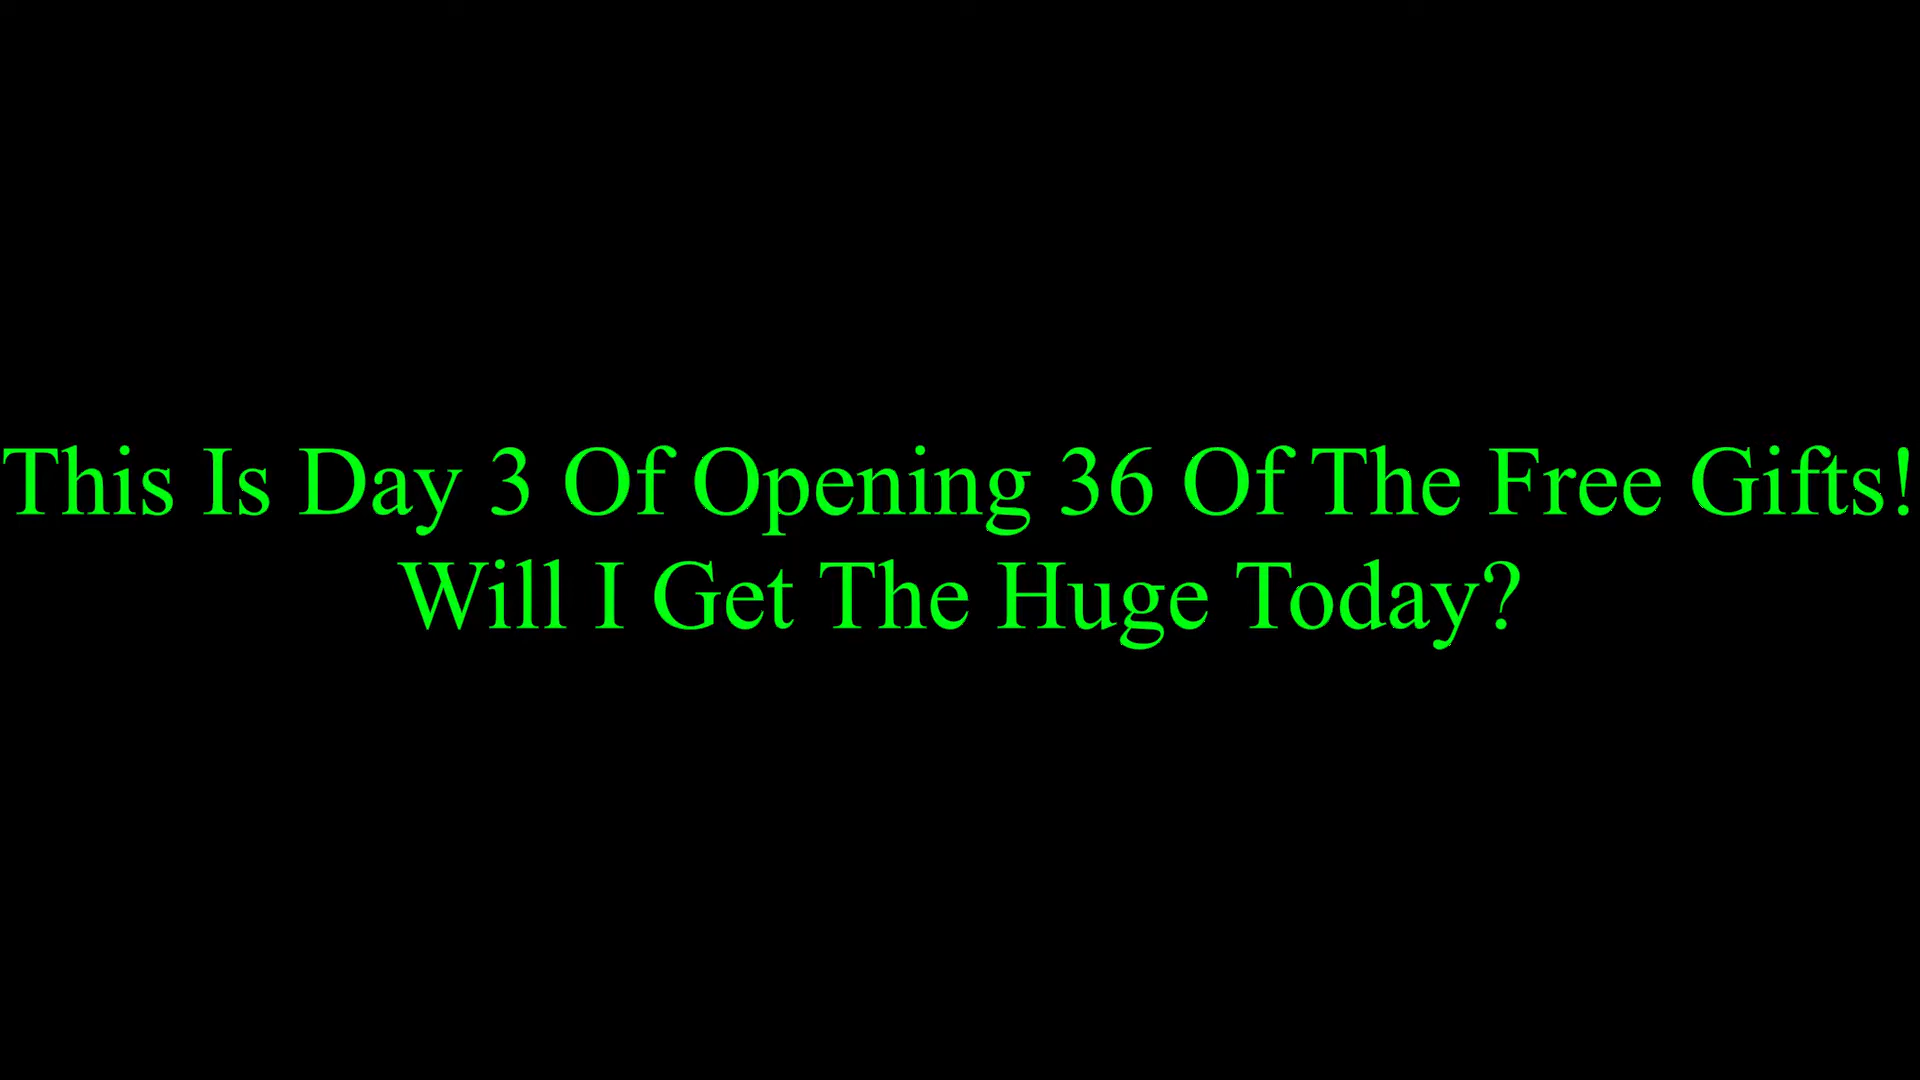 This Is Day 3 Of Opening 36 Of The Free Gifts!
Will I Get The Huge Today?